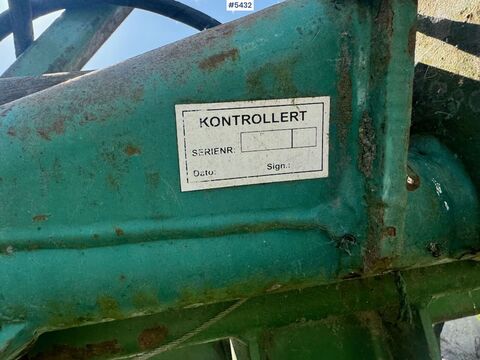 #5432
KONTROLLERT
SERIENR:
Dato: Sign.: